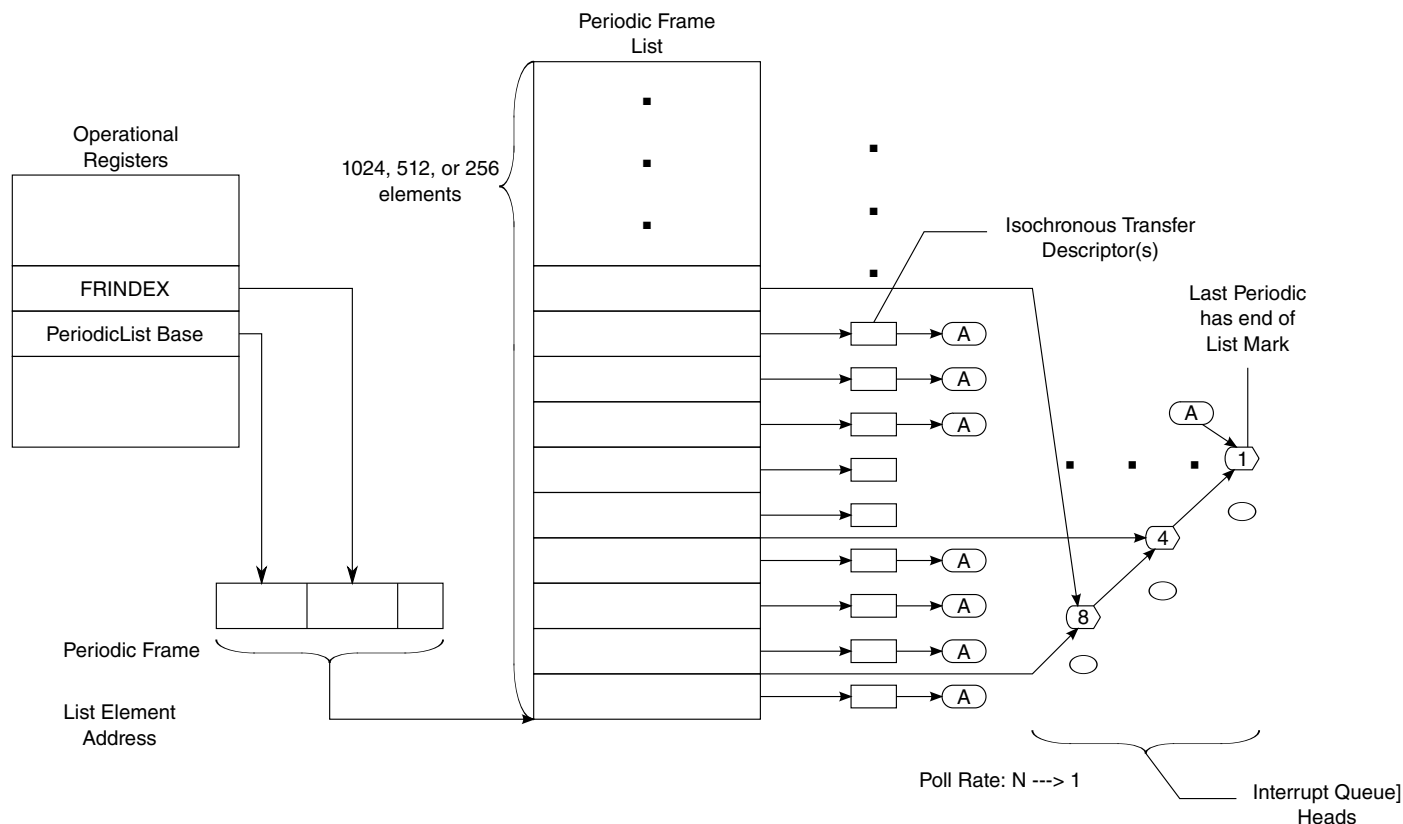 Periodic Frame
List
Operational
Registers
1024, 512, or 256
elements
Isochronous Transfer
Descriptor(s)
FRINDEX
Last Periodic
has end of
List Mark
PeriodicList Base
A
A
A
A
1
4
A
A
8
A
A
Periodic Frame
List Element
Address
Poll Rate: N ---> 1
Interrupt Queue]
Heads